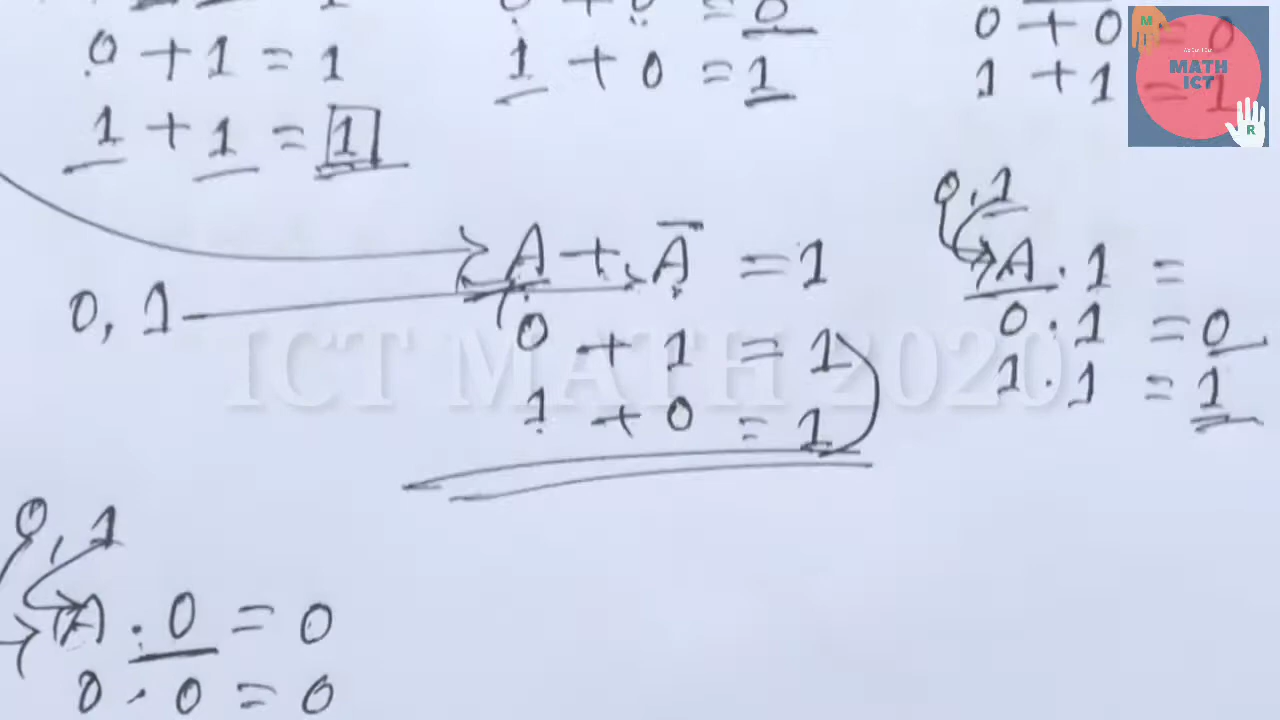 0 + 1 = 1
1 + 1 = 1
1 + 0 = 1
0 + 0 = 0
1 + 1 = 1
M
MATH
ICT
R
0, 1
A + A̅ = 1
0 + 1 = 1
1 + 0 = 1
0, 1
A . 1 =
0 . 1 = 0
1 . 1 = 1
ICT MATH 2020
0, 1
A . 0 = 0
0 . 0 = 0